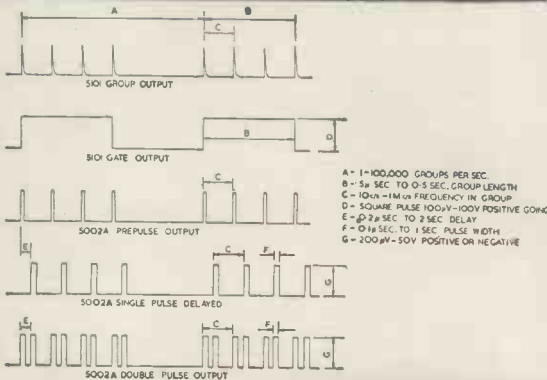 A
B
C
5101 GROUP OUTPUT
B
D
5101 GATE OUTPUT
C
5002A PREPULSE OUTPUT
E
C
F
G
5002A SINGLE PULSE DELAYED
E
C
F
G
5002A DOUBLE PULSE OUTPUT
A - 1-100,000 GROUPS PER SEC.
B - 5µ SEC TO 0·5 SEC, GROUP LENGTH
C - 10c/s - 1Mc/s FREQUENCY IN GROUP
D - SQUARE PULSE 100µV-100V POSITIVE GOING
E - 0·2µ SEC TO 2 SEC DELAY
F - 0·1µ SEC. TO 1 SEC PULSE WIDTH
G - 200µV-50V POSITIVE OR NEGATIVE